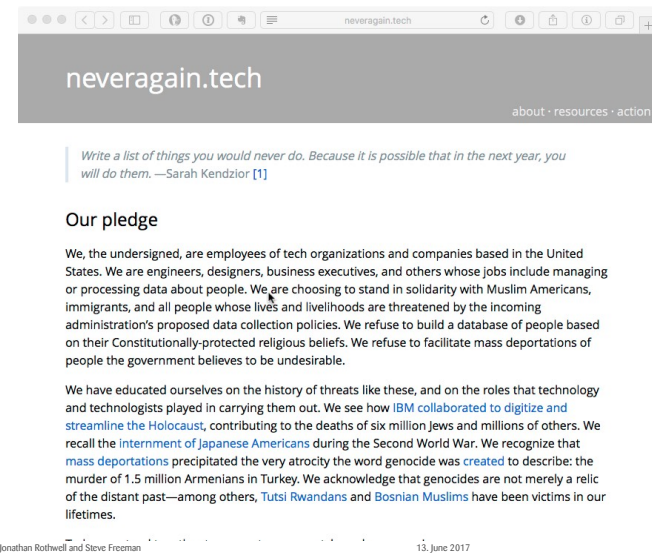 neveragain.tech
neveragain.tech
about · resources · action
Write a list of things you would never do. Because it is possible that in the next year, you
will do them. —Sarah Kendzior [1]
Our pledge
We, the undersigned, are employees of tech organizations and companies based in the United
States. We are engineers, designers, business executives, and others whose jobs include managing
or processing data about people. We are choosing to stand in solidarity with Muslim Americans,
immigrants, and all people whose lives and livelihoods are threatened by the incoming
administration's proposed data collection policies. We refuse to build a database of people based
on their Constitutionally-protected religious beliefs. We refuse to facilitate mass deportations of
people the government believes to be undesirable.
We have educated ourselves on the history of threats like these, and on the roles that technology
and technologists played in carrying them out. We see how IBM collaborated to digitize and
streamline the Holocaust, contributing to the deaths of six million Jews and millions of others. We
recall the internment of Japanese Americans during the Second World War. We recognize that
mass deportations precipitated the very atrocity the word genocide was created to describe: the
murder of 1.5 million Armenians in Turkey. We acknowledge that genocides are not merely a relic
of the distant past—among others, Tutsi Rwandans and Bosnian Muslims have been victims in our
lifetimes.
Jonathan Rothwell and Steve Freeman
13. June 2017